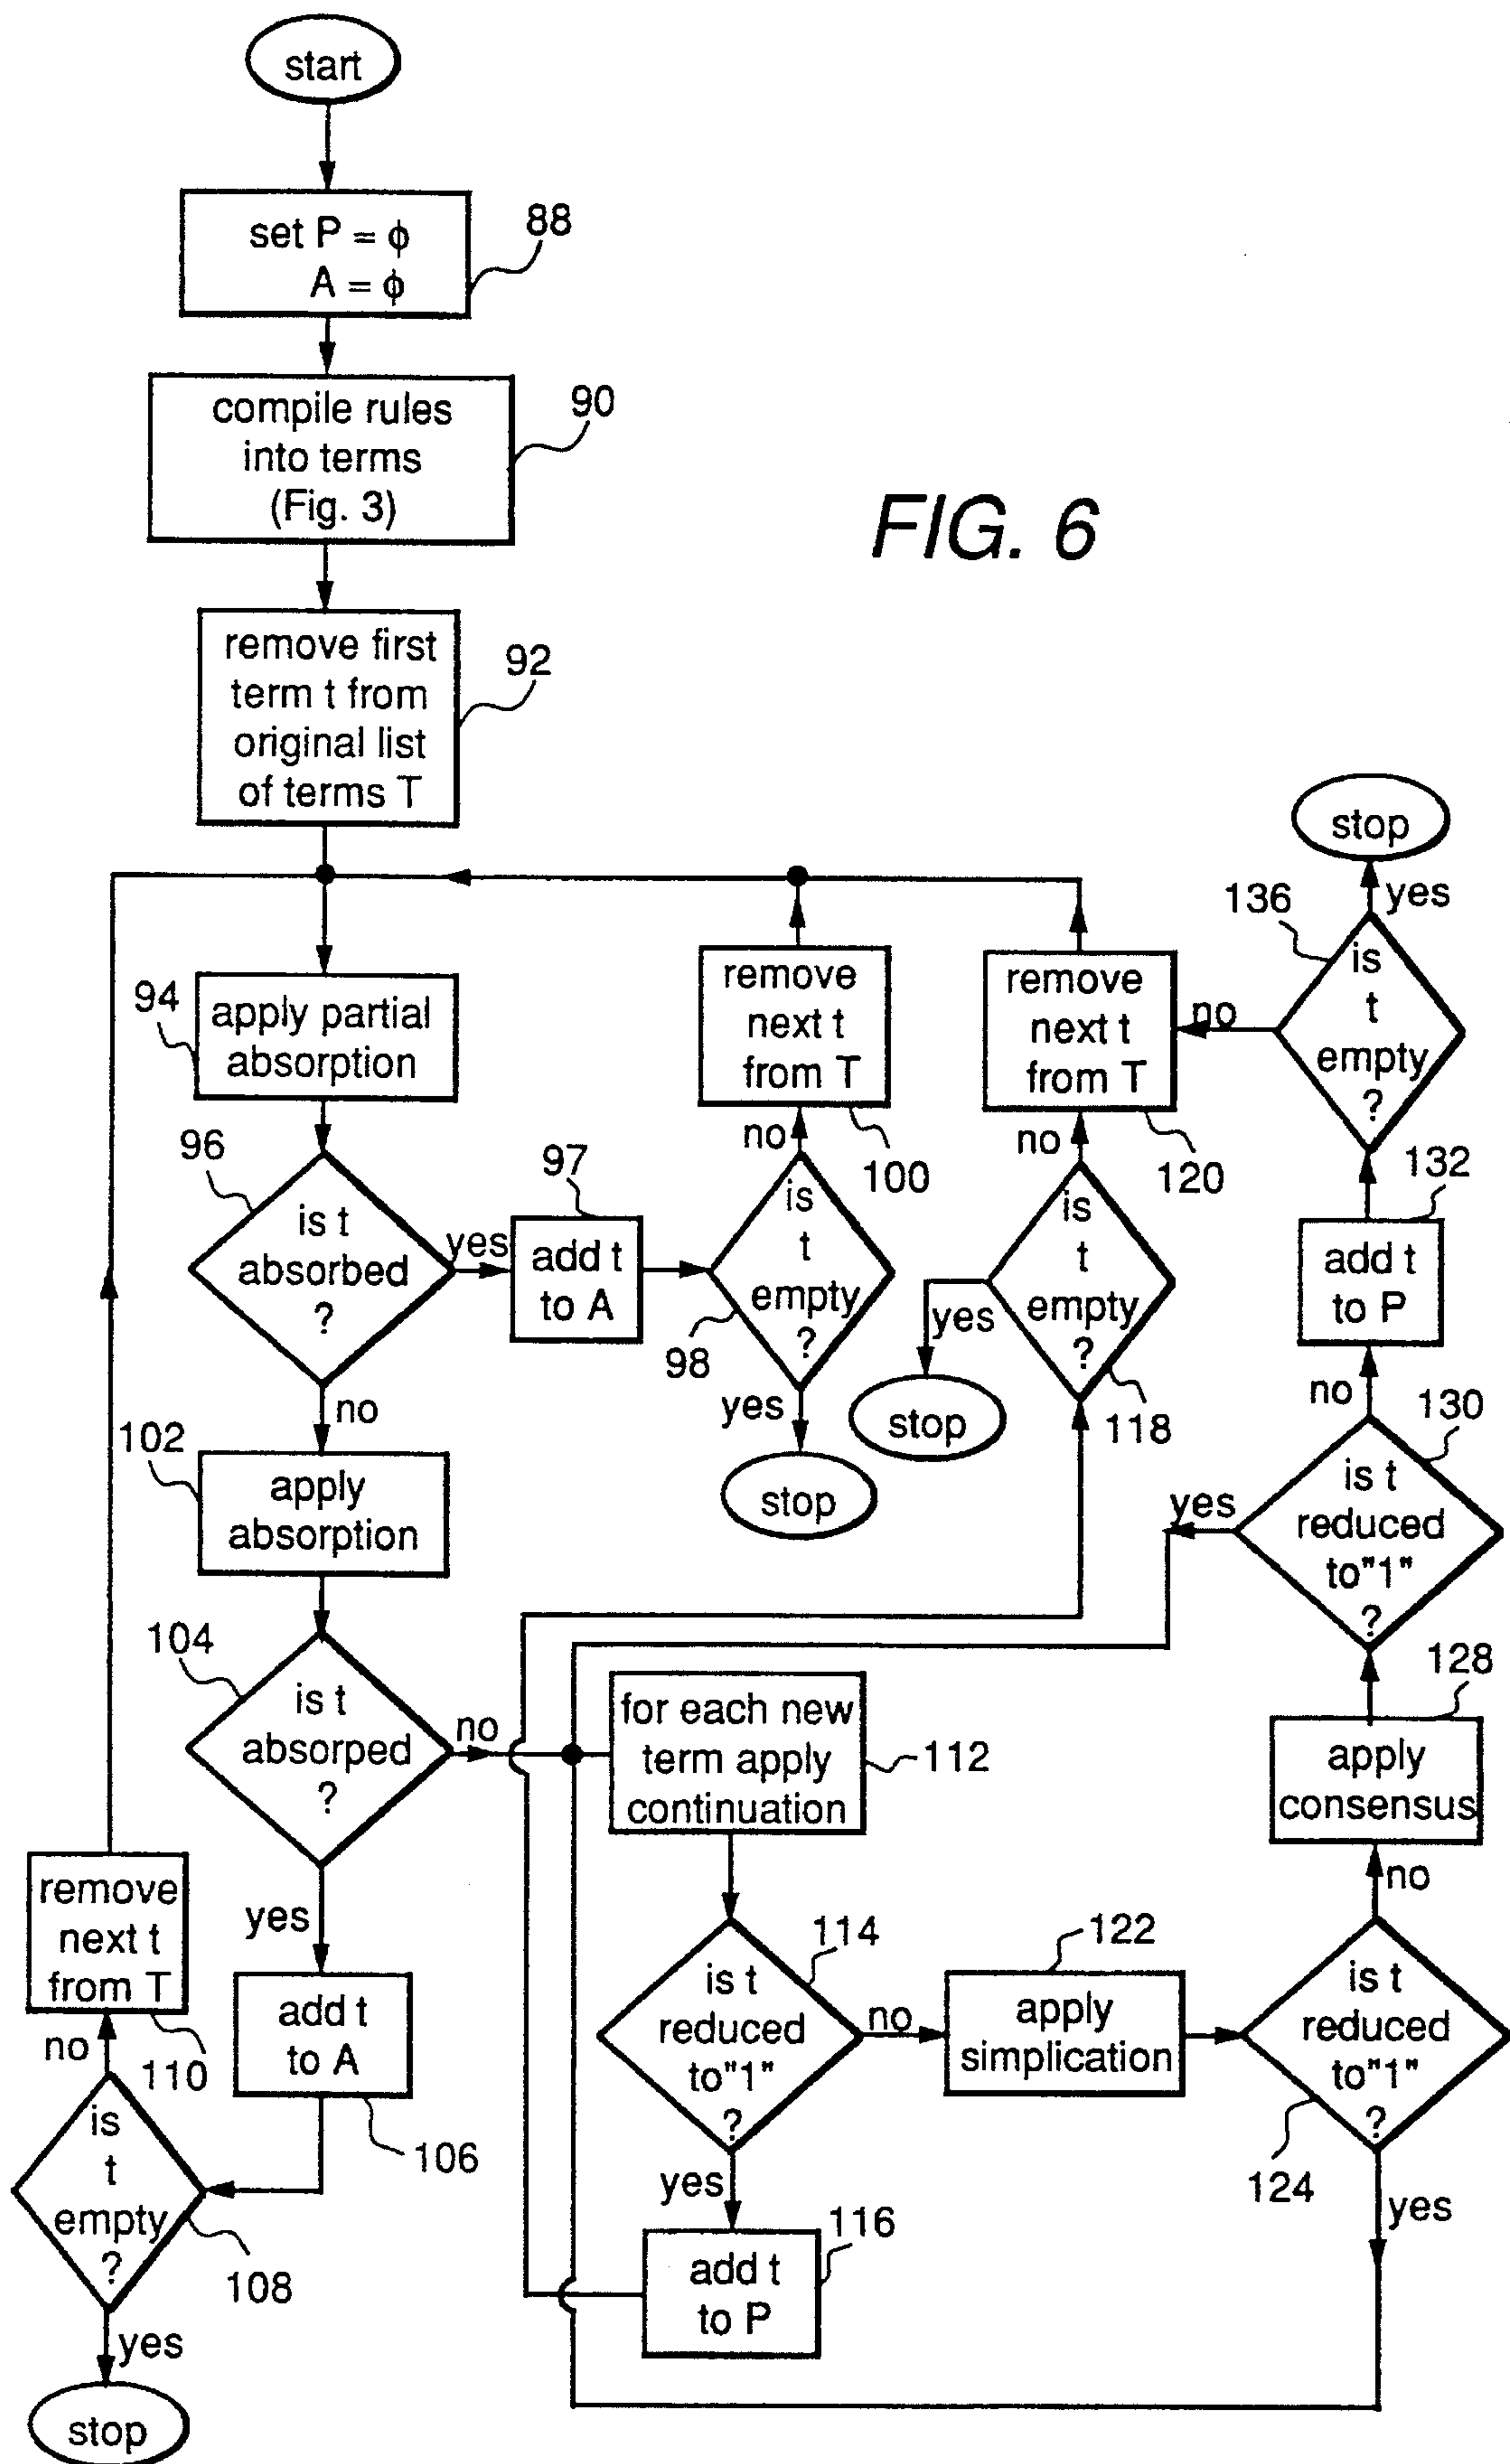 start
set P = ϕ
A = ϕ
88
compile rules
into terms
(Fig. 3)
90
FIG. 6
remove first
term t from
original list
of terms T
92
stop
yes
136
is
t
empty
?
no
remove
next t
from T
120
remove
next t
from T
100
94
apply partial
absorption
96
is t
absorbed
?
yes
97
add t
to A
no
is
t
empty
?
98
yes
stop
no
is
t
empty
?
118
yes
stop
132
add t
to P
no
130
is t
reduced
to"1"
?
yes
no
102
apply
absorption
104
is t
absorped
?
no
for each new
term apply
continuation
112
128
apply
consensus
no
yes
remove
next t
from T
110
no
add t
to A
106
is
t
empty
?
108
yes
stop
114
is t
reduced
to"1"
?
no
122
apply
simplication
is t
reduced
to"1"
?
124
yes
yes
116
add t
to P